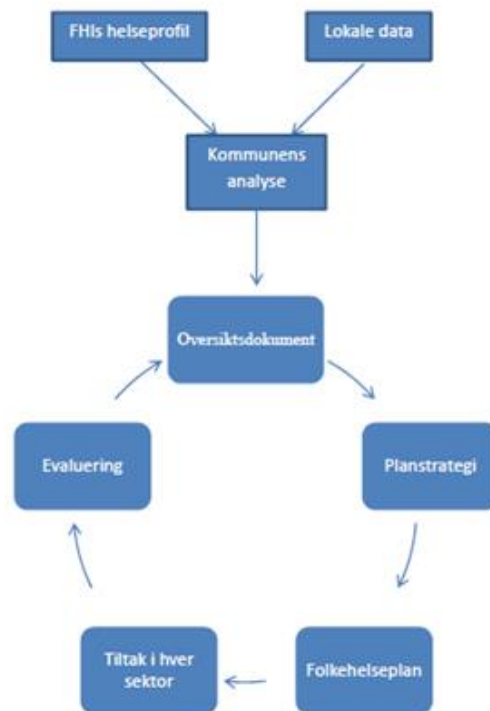 FHIs helseprofil
Lokale data
Kommunens
analyse
Oversiktsdokument
Planstrategi
Folkehelseplan
Tiltak i hver
sektor
Evaluering